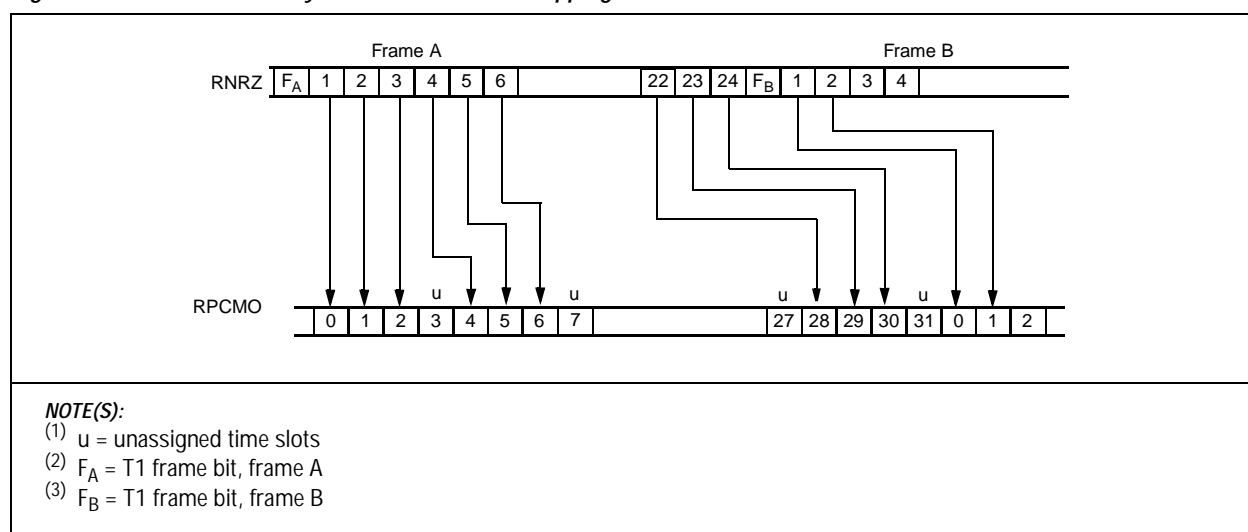 Frame A Frame B
RNRZ FA 1 2 3 4 5 6 22 23 24 FB 1 2 3 4
u u u u
RPCMO 0 1 2 3 4 5 6 7 27 28 29 30 31 0 1 2
NOTE(S):
(1) u = unassigned time slots
(2) FA = T1 frame bit, frame A
(3) FB = T1 frame bit, frame B